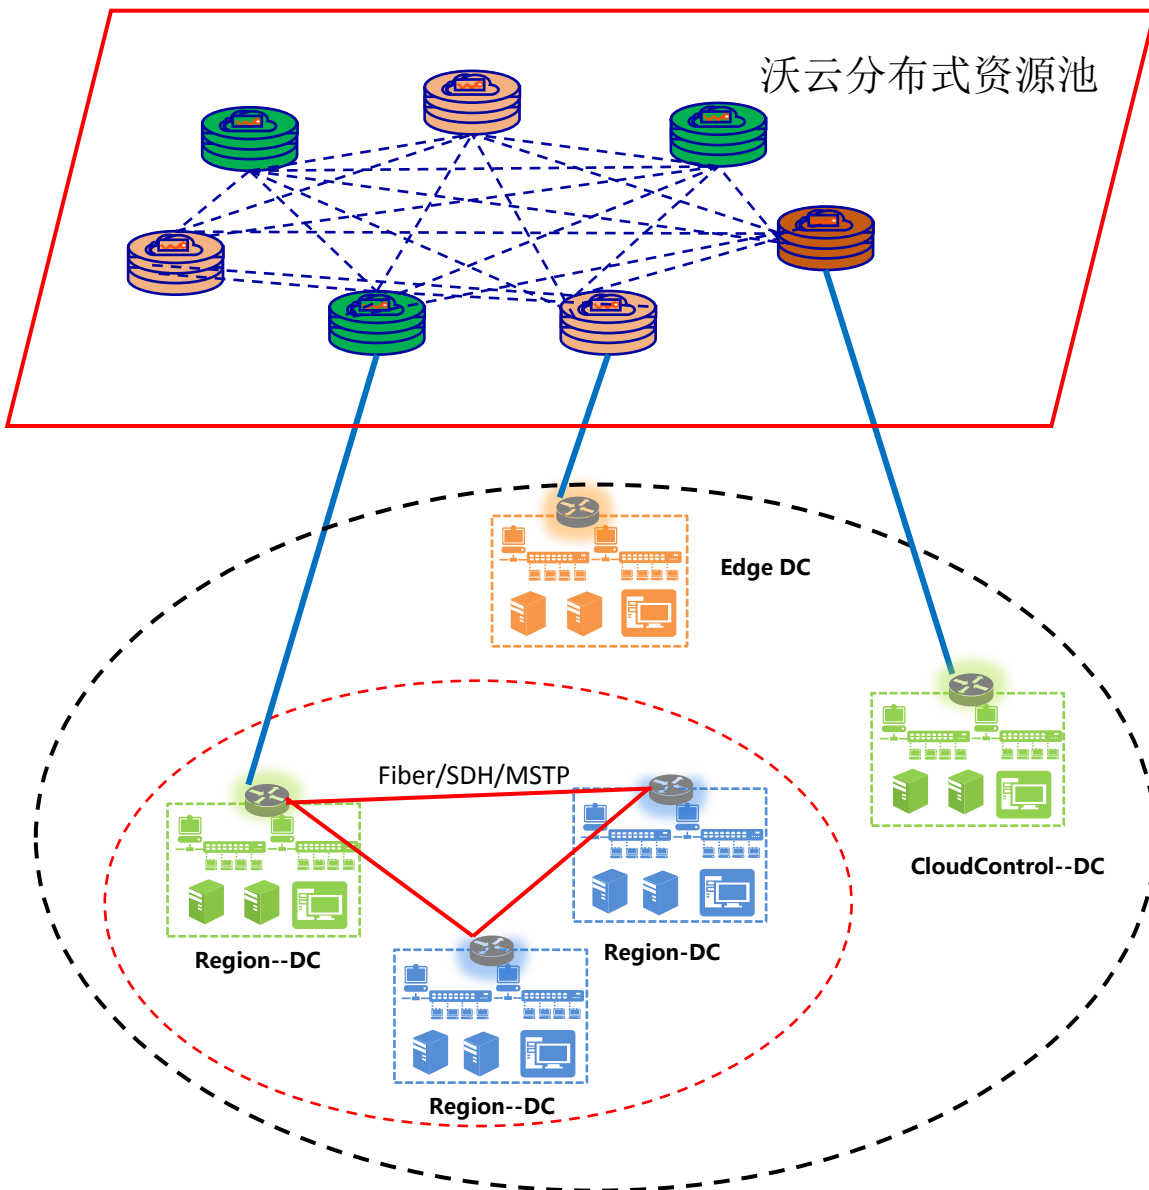 沃云分布式资源池
Edge DC
Fiber/SDH/MSTP
CloudControl--DC
Region--DC
Region-DC
Region--DC